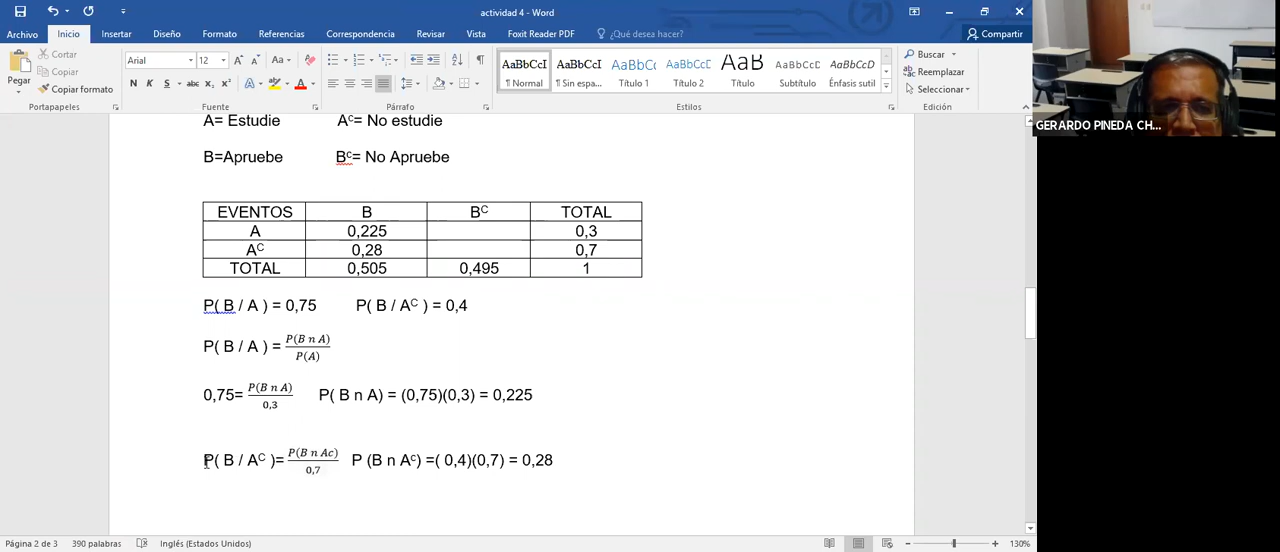 actividad 4 - Word
Archivo Inicio Insertar Diseño Formato Referencias Correspondencia Revisar Vista Foxit Reader PDF ¿Qué desea hacer? Compartir
Pegar
Cortar
Copiar
Copiar formato
Portapapeles
Arial 12
N K S abc x₂ x²
Fuente
Párrafo
AaBbCcI AaBbCcI AaBbCc AaBbCcI AaB AaBbCcI AaBbCcI
¶ Normal ¶ Sin espa... Título 1 Título 2 Título Subtítulo Énfasis sutil
Estilos
Buscar
Reemplazar
Seleccionar
Edición
GERARDO PINEDA CH...
A= Estudie Aᶜ= No estudie
B=Apruebe Bᶜ= No Apruebe
EVENTOS B Bᶜ TOTAL
A 0,225 0,3
Aᶜ 0,28 0,7
TOTAL 0,505 0,495 1
P( B / A ) = 0,75 P( B / Aᶜ ) = 0,4
P( B / A ) = P(B n A) / P(A)
0,75= P(B n A) / 0,3 P( B n A) = (0,75)(0,3) = 0,225
P( B / Aᶜ )= P(B n Ac) / 0,7 P (B n Aᶜ) =( 0,4)(0,7) = 0,28
Página 2 de 3 390 palabras Inglés (Estados Unidos) 130%